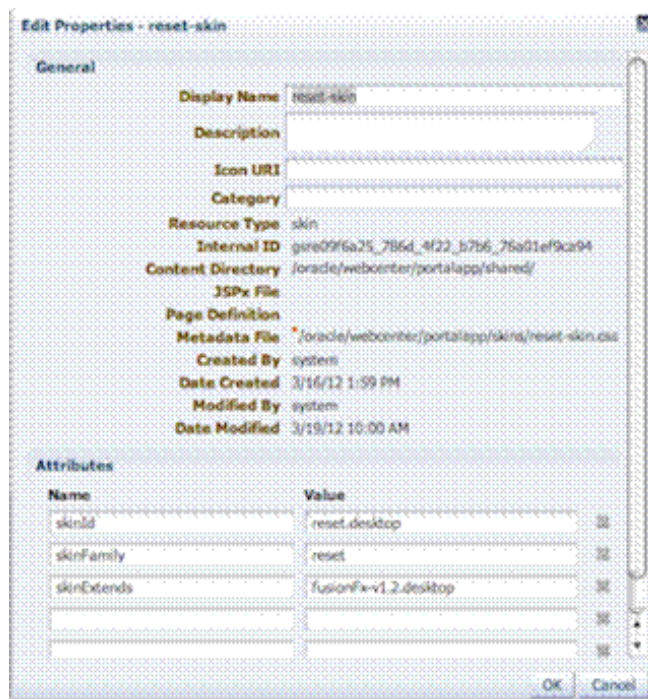 Edit Properties - reset-skin
General
Display Name reset-skin
Description
Icon URI
Category
Resource Type skin
Internal ID gsre09f6a25_786d_4f22_b7b6_76a01ef9ca94
Content Directory /oracle/webcenter/portalapp/shared/
JSPx File
Page Definition
Metadata File */oracle/webcenter/portalapp/skins/reset-skin.css
Created By system
Date Created 3/16/12 1:59 PM
Modified By system
Date Modified 3/19/12 10:00 AM
Attributes
Name Value
skinId reset.desktop
skinFamily reset
skinExtends fusionFx-v1.2.desktop
OK Cancel